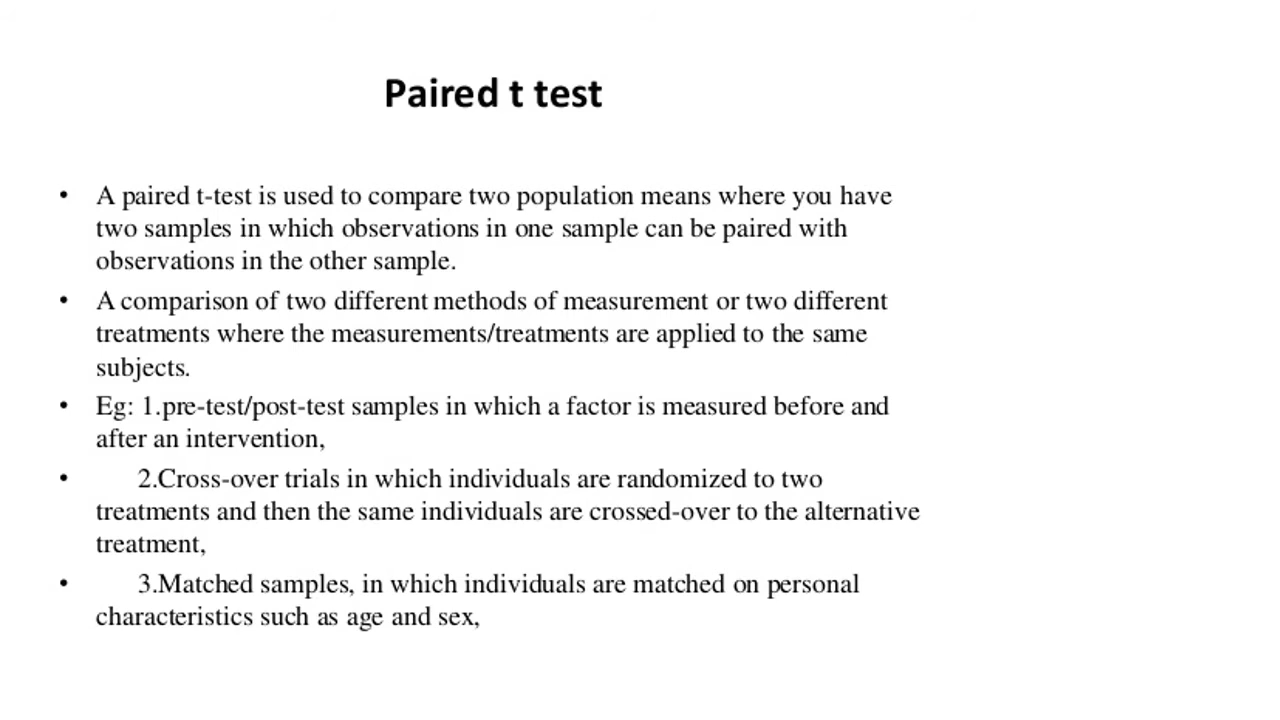 Paired t test
• A paired t-test is used to compare two population means where you have
two samples in which observations in one sample can be paired with
observations in the other sample.
• A comparison of two different methods of measurement or two different
treatments where the measurements/treatments are applied to the same
subjects.
• Eg: 1.pre-test/post-test samples in which a factor is measured before and
after an intervention,
• 2.Cross-over trials in which individuals are randomized to two
treatments and then the same individuals are crossed-over to the alternative
treatment,
• 3.Matched samples, in which individuals are matched on personal
characteristics such as age and sex,